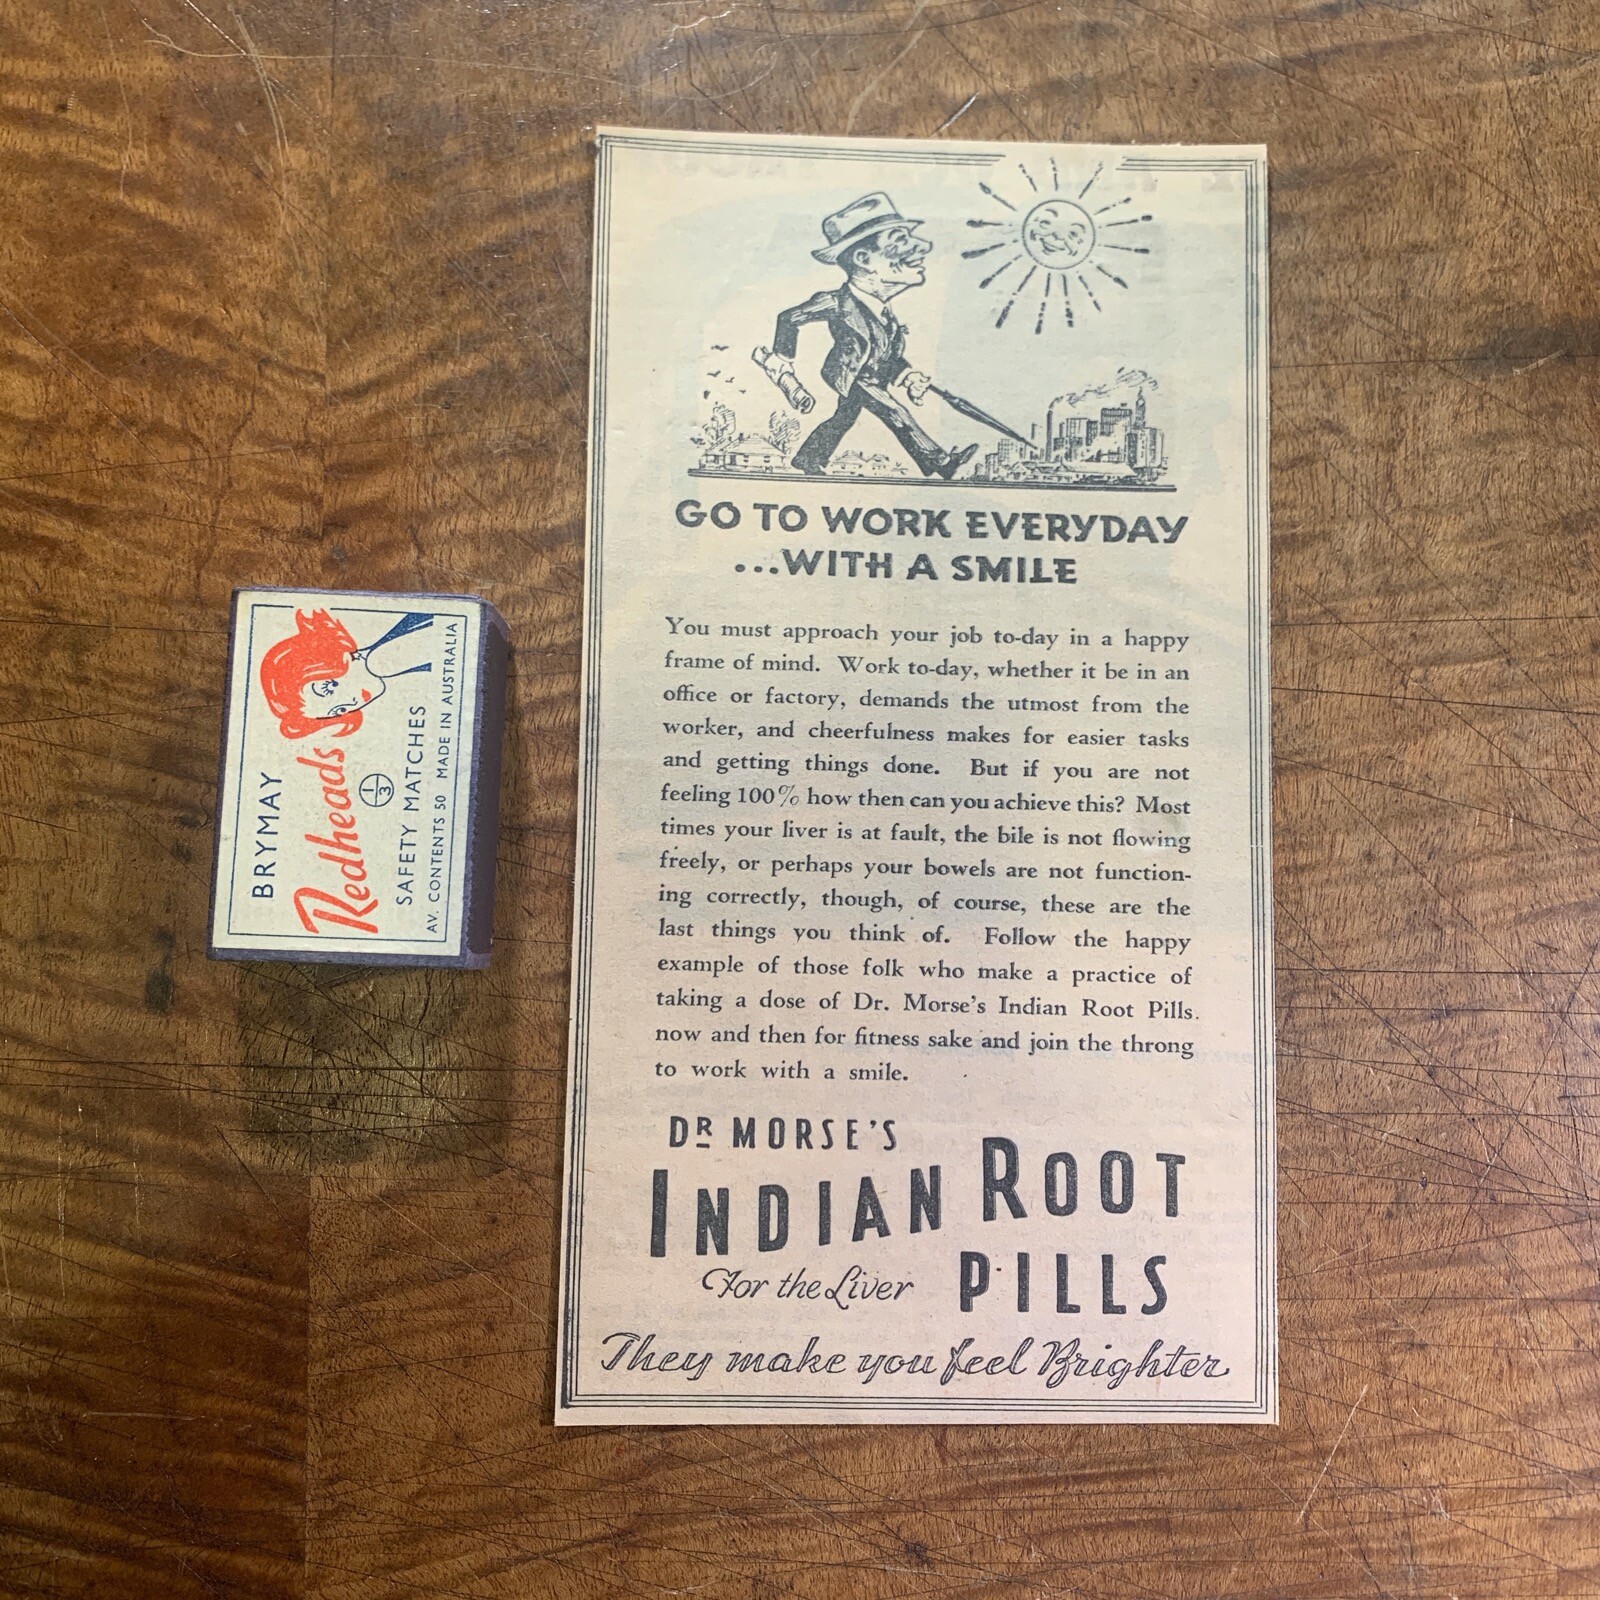 BRYMAY
Redheads
1/3
SAFETY MATCHES
AV. CONTENTS 50 MADE IN AUSTRALIA
GO TO WORK EVERYDAY
...WITH A SMILE
You must approach your job to-day in a happy
frame of mind. Work to-day, whether it be in an
office or factory, demands the utmost from the
worker, and cheerfulness makes for easier tasks
and getting things done. But if you are not
feeling 100% how then can you achieve this? Most
times your liver is at fault, the bile is not flowing
freely, or perhaps your bowels are not function-
ing correctly, though, of course, these are the
last things you think of. Follow the happy
example of those folk who make a practice of
taking a dose of Dr. Morse's Indian Root Pills.
now and then for fitness sake and join the throng
to work with a smile.
DR MORSE'S
INDIAN ROOT
For the Liver PILLS
They make you feel Brighter